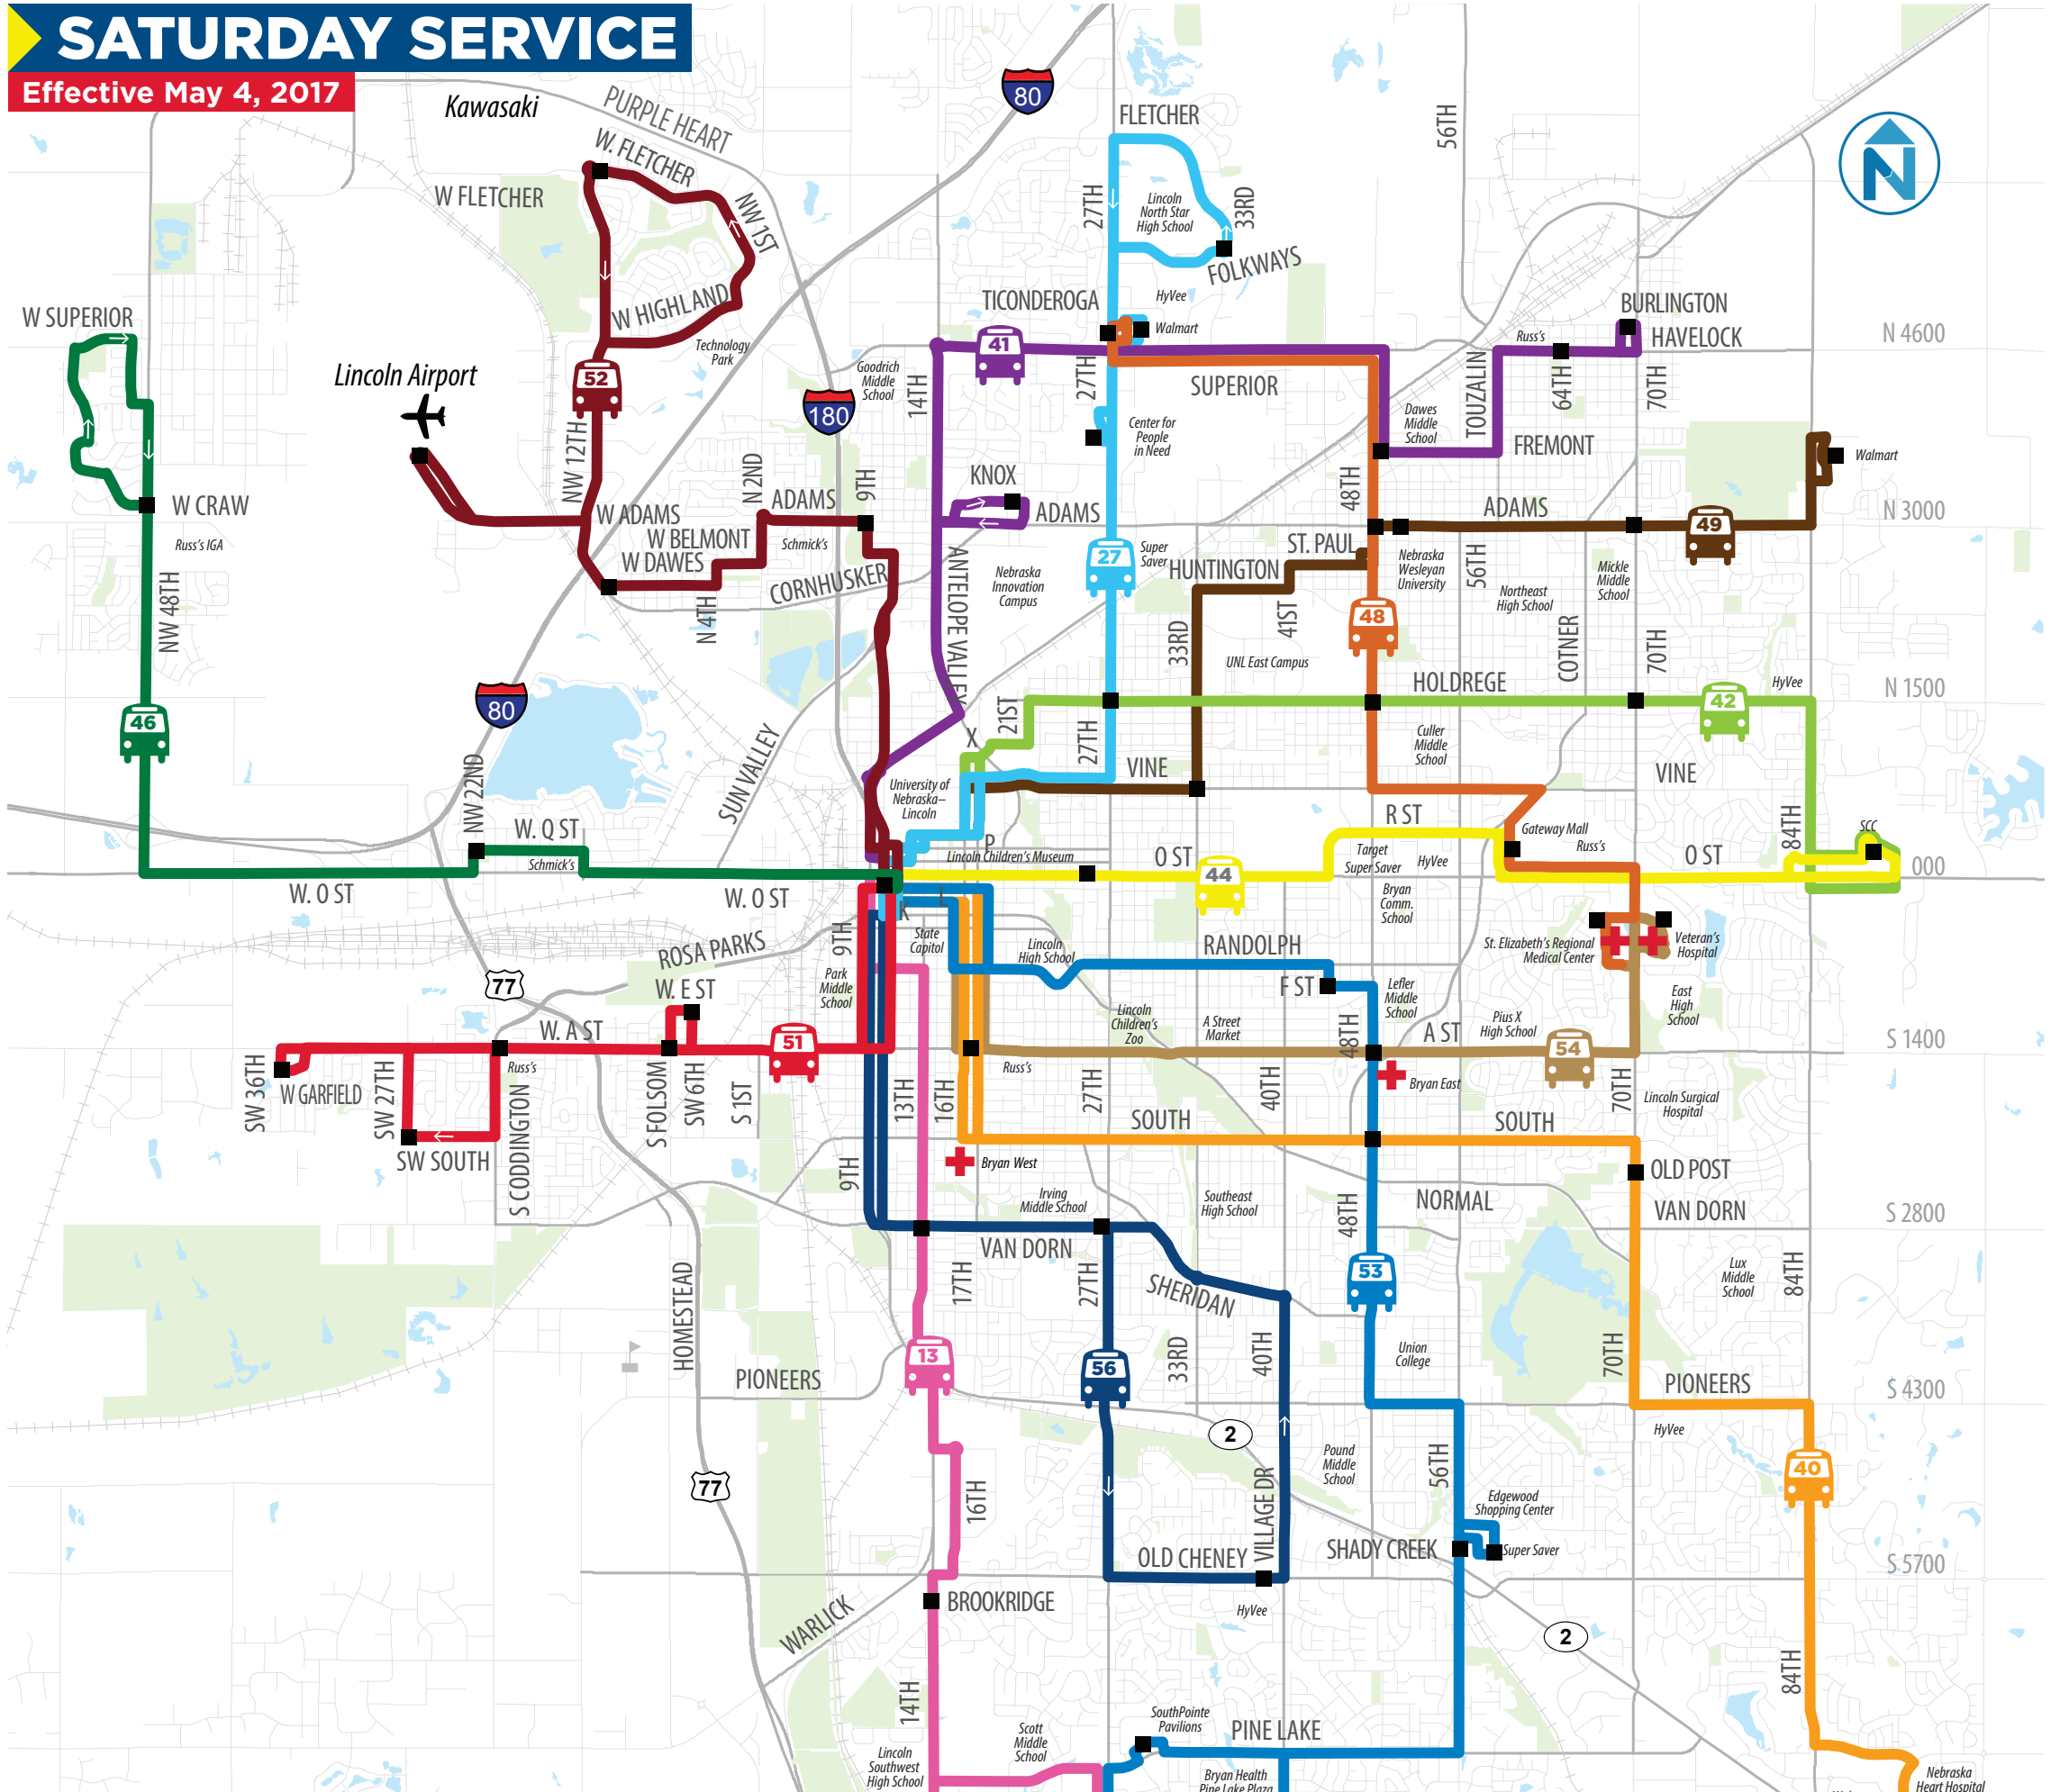 SATURDAY SERVICE
Effective May 4, 2017
Kawasaki
PURPLE HEART
80
FLETCHER
56TH
W. FLETCHER
W FLETCHER
NW 1ST
27TH
Lincoln
North Star
High School
33RD
FOLKWAYS
N
W SUPERIOR
W HIGHLAND
Technology
Park
TICONDEROGA
HyVee
Walmart
BURLINGTON
HAVELOCK
Russ's
N 4600
Lincoln Airport
52
41
Goodrich
Middle
School
14TH
27TH
SUPERIOR
TOUZALIN
64TH
70TH
180
Dawes
Middle
School
FREMONT
Center for
People
in Need
NW 12TH
N 2ND
ADAMS
9TH
KNOX
ADAMS
48TH
Walmart
W CRAW
Russ's IGA
W ADAMS
W BELMONT
W DAWES
Schmick's
CORNHUSKER
N 4TH
ADAMS
49
N 3000
NW 48TH
ANTELOPE VALLEY
Nebraska
Innovation
Campus
27
Super
Saver
ST. PAUL
HUNTINGTON
Nebraska
Wesleyan
University
56TH
Northeast
High School
Mickle
Middle
School
41ST
33RD
48
UNL East Campus
COTNER
70TH
46
80
SUN VALLEY
X
21ST
27TH
HOLDREGE
42
HyVee
N 1500
Culler
Middle
School
VINE
VINE
NW 22ND
W. Q ST
Schmick's
University of
Nebraska–
Lincoln
P
Lincoln Children's Museum
R ST
Gateway Mall
Russ's
84TH
SCC
O ST
44
Target
Super Saver
HyVee
O ST
000
W. O ST
W. O ST
K
L
Bryan
Comm.
School
ROSA PARKS
9TH
State
Capitol
Lincoln
High School
RANDOLPH
St. Elizabeth's Regional
Medical Center
Veteran's
Hospital
77
W. E ST
Park
Middle
School
F ST
Lefler
Middle
School
East
High
School
W. A ST
51
Lincoln
Children's
Zoo
A Street
Market
48TH
A ST
Pius X
High School
54
S 1400
SW 36TH
W GARFIELD
SW 27TH
Russ's
S CODDINGTON
S FOLSOM
SW 6TH
S 1ST
13TH
16TH
Russ's
27TH
40TH
Bryan East
70TH
Lincoln Surgical
Hospital
SW SOUTH
SOUTH
SOUTH
9TH
Bryan West
OLD POST
Irving
Middle School
Southeast
High School
48TH
NORMAL
VAN DORN
S 2800
VAN DORN
HOMESTEAD
17TH
27TH
SHERIDAN
53
Lux
Middle
School
84TH
PIONEERS
13
56
33RD
40TH
Union
College
70TH
PIONEERS
S 4300
HyVee
2
77
16TH
VILLAGE DR
Pound
Middle
School
56TH
40
Edgewood
Shopping Center
OLD CHENEY
SHADY CREEK
Super Saver
S 5700
BROOKRIDGE
HyVee
WARLICK
2
14TH
84TH
SouthPointe
Pavilions
PINE LAKE
Scott
Middle
School
Lincoln
Southwest
High School
Bryan Health
Pine Lake Plaza
Nebraska
Heart Hospital